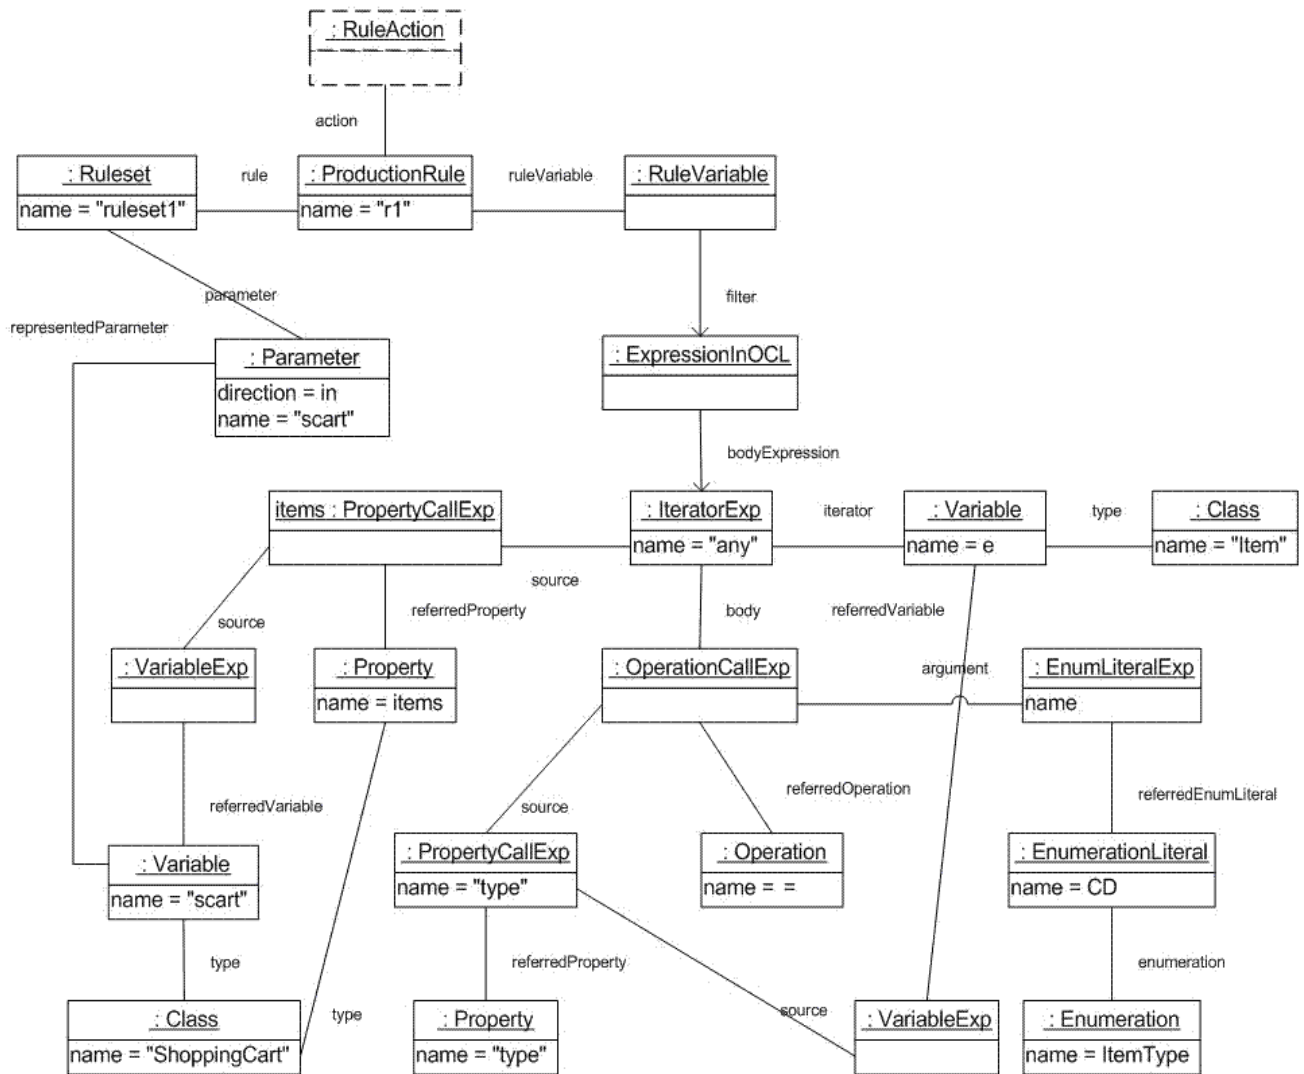 : RuleAction
action
: Ruleset
name = "ruleset1"
rule
: ProductionRule
name = "r1"
ruleVariable
: RuleVariable
parameter
filter
representedParameter
: Parameter
direction = in
name = "scart"
: ExpressionInOCL
bodyExpression
items : PropertyCallExp
: IteratorExp
name = "any"
iterator
: Variable
name = e
type
: Class
name = "Item"
source
source
referredProperty
body
referredVariable
: VariableExp
: Property
name = items
: OperationCallExp
argument
: EnumLiteralExp
name
referredVariable
source
referredOperation
referredEnumLiteral
: Variable
name = "scart"
: PropertyCallExp
name = "type"
: Operation
name = =
: EnumerationLiteral
name = CD
type
referredProperty
enumeration
: Class
name = "ShoppingCart"
type
: Property
name = "type"
source
: VariableExp
: Enumeration
name = ItemType